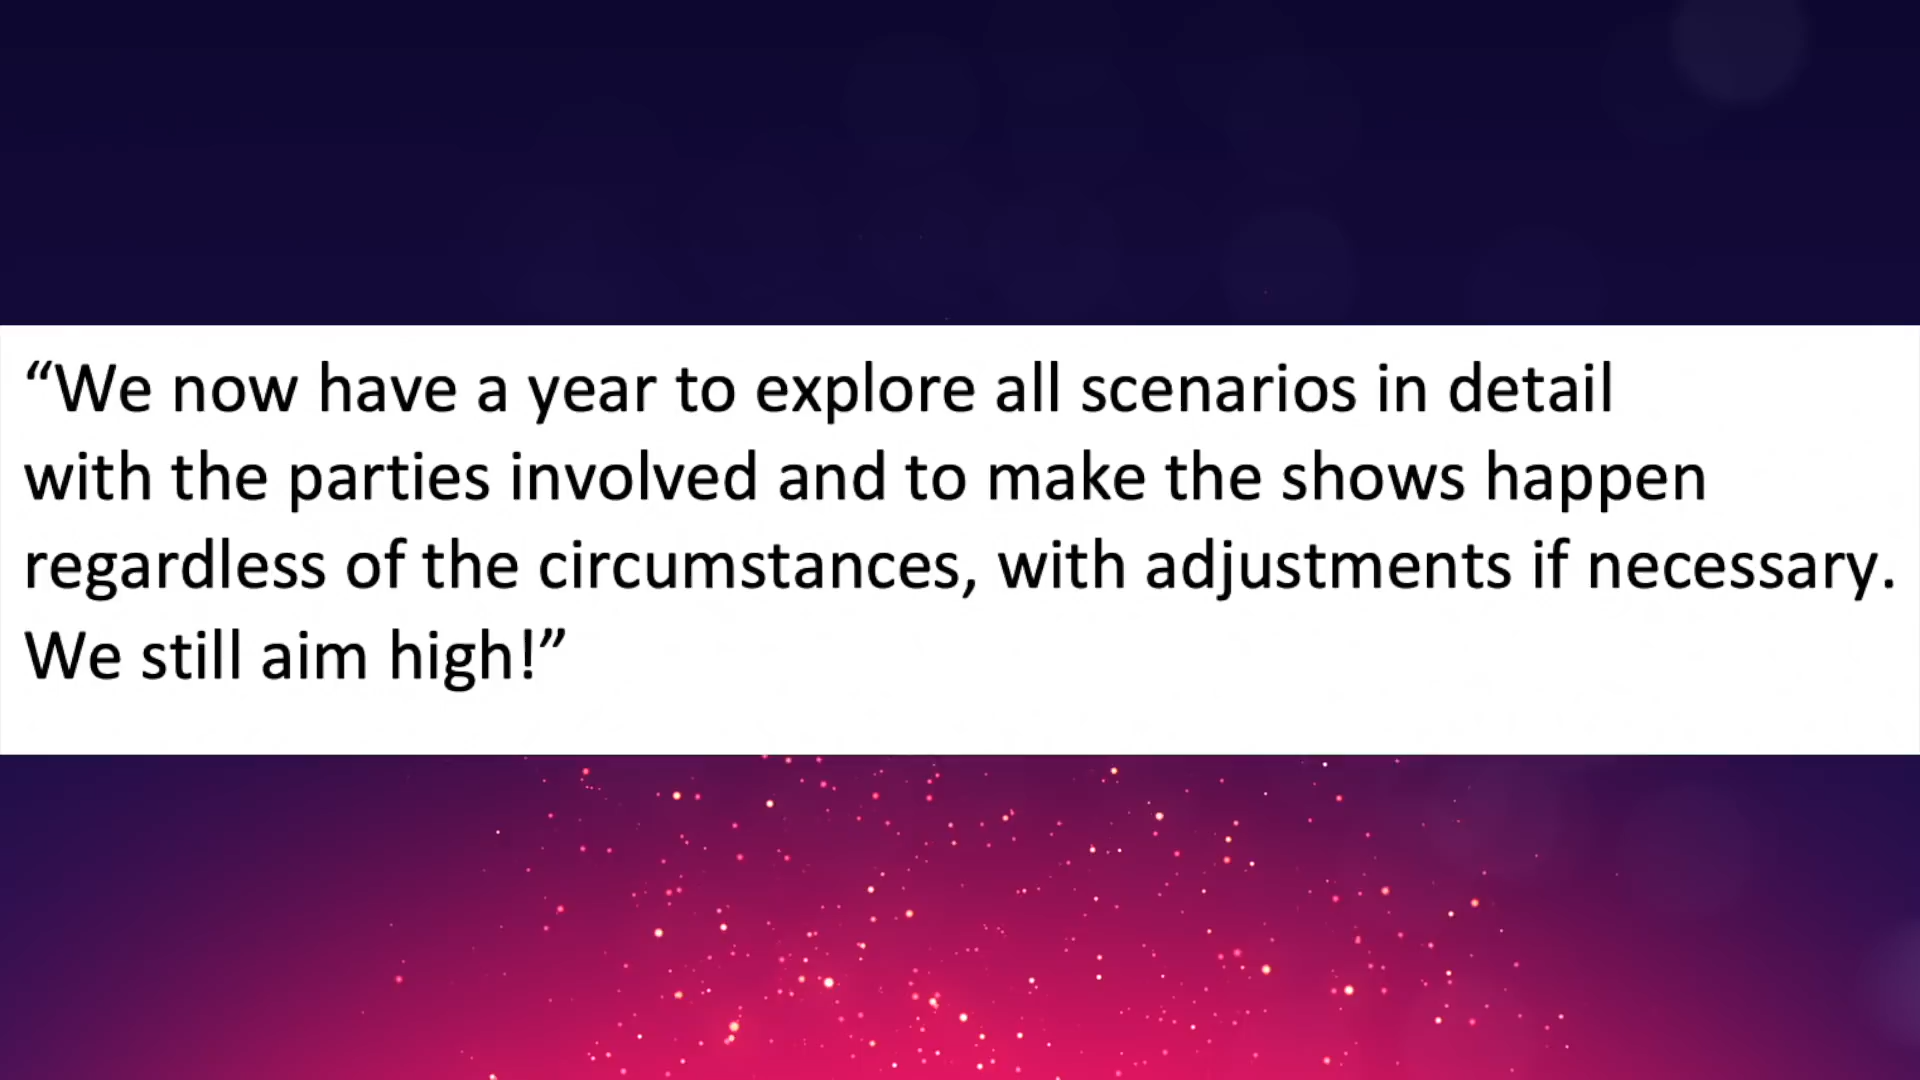 “We now have a year to explore all scenarios in detail
with the parties involved and to make the shows happen
regardless of the circumstances, with adjustments if necessary.
We still aim high!”